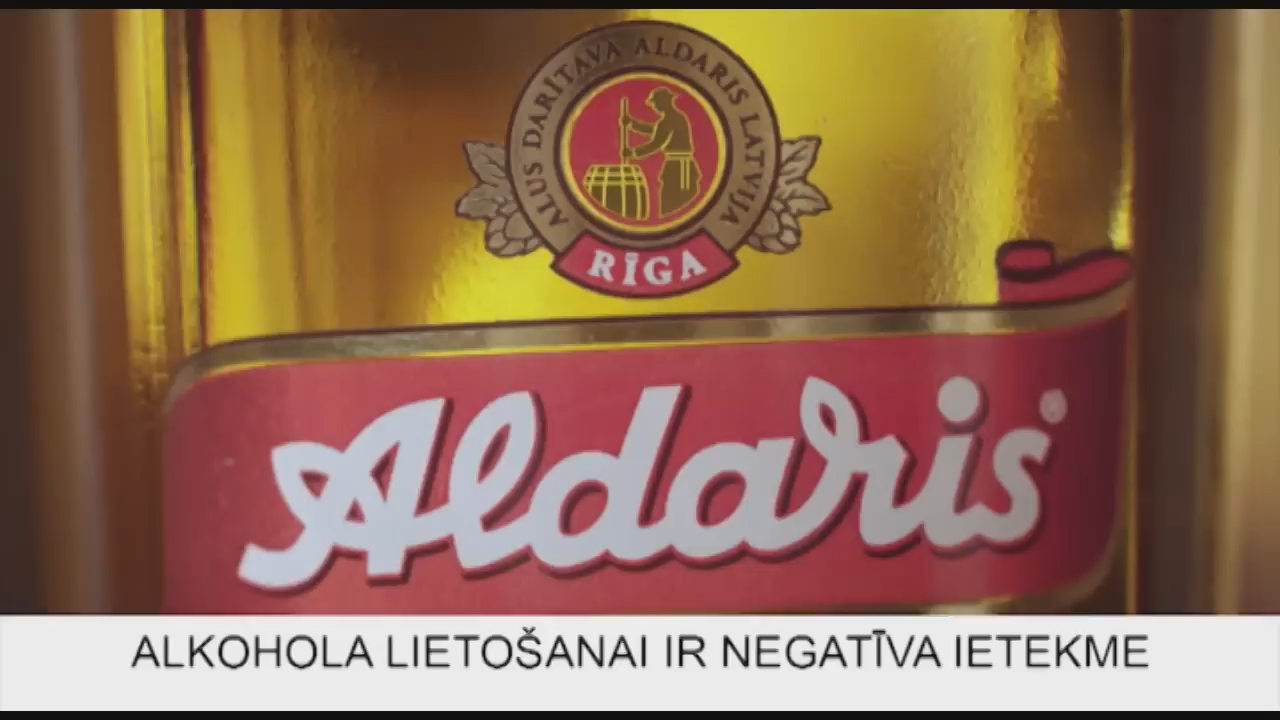 ALUS DARĪTAVA ALDARIS LATVIJA
RĪGA
Aldaris®
ALKOHOLA LIETOŠANAI IR NEGATĪVA IETEKME